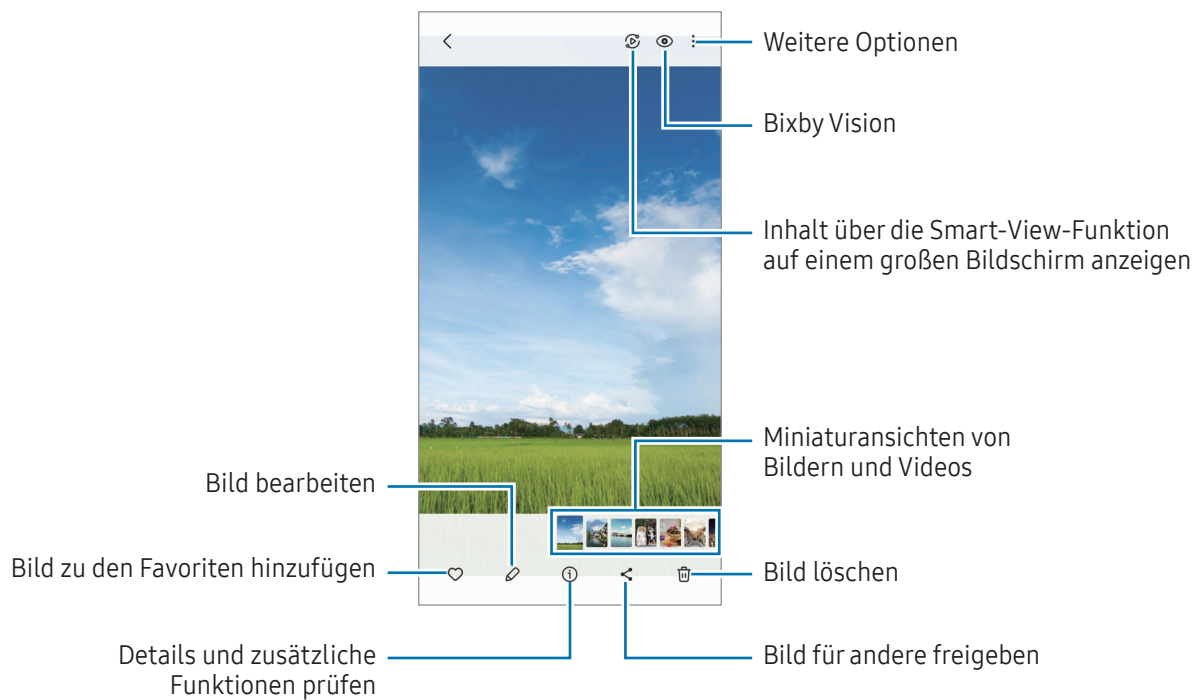 Weitere Optionen
Bixby Vision
Inhalt über die Smart-View-Funktion
auf einem großen Bildschirm anzeigen
Miniaturansichten von
Bildern und Videos
Bild bearbeiten
Bild zu den Favoriten hinzufügen
Bild löschen
Details und zusätzliche
Funktionen prüfen
Bild für andere freigeben